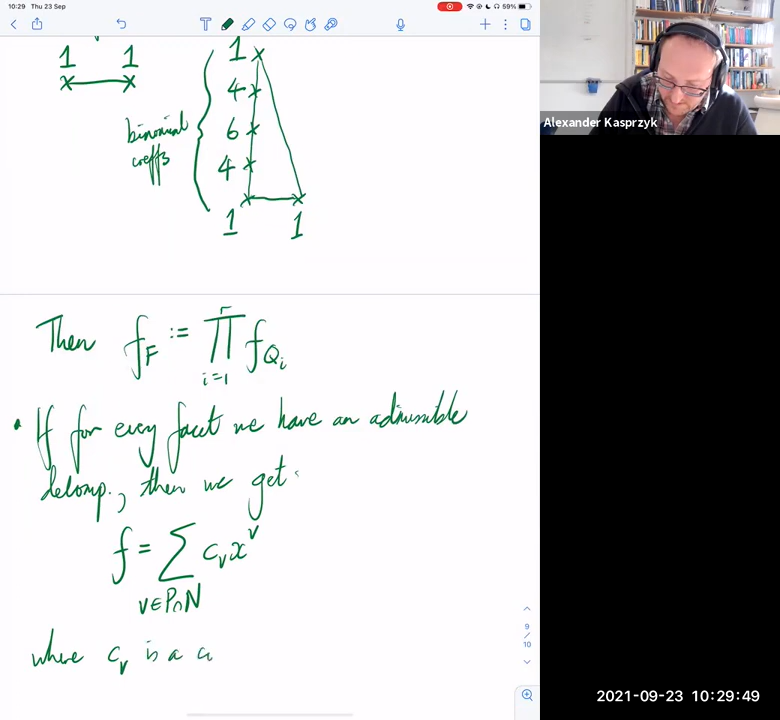 10:29 Thu 23 Sep
59%
1 1
binomial
coeffs
1
4
6
4
1 1
Then f_F := ∏_{i=1}^{r} f_{Q_i}
• If for every facet we have an admissible
decomp., then we get
f = ∑_{v∈P∩N} c_v x^v
where c_v is a c
9
/
10
Alexander Kasprzyk
2021-09-23 10:29:49